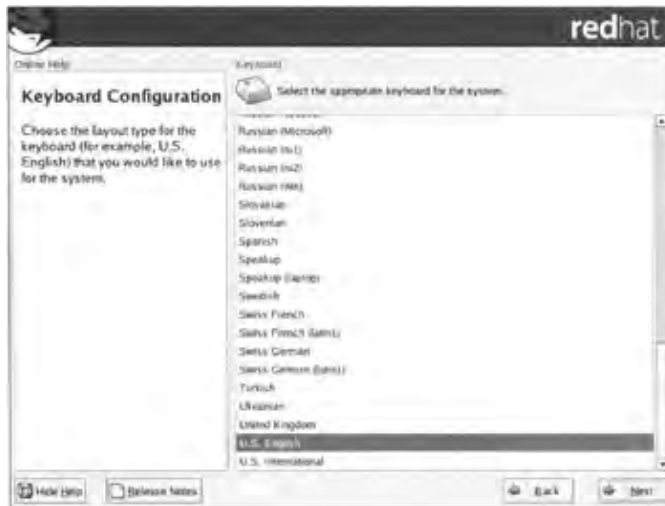 redhat
Online Help
Keyboard Configuration
Choose the layout type for the
keyboard (for example, U.S.
English) that you would like to use
for the system.
Keyboard
Select the appropriate keyboard for the system.
Russian (Microsoft)
Russian (ru1)
Russian (ru2)
Russian (win)
Slovakian
Slovenian
Spanish
Speakup
Speakup (laptop)
Swedish
Swiss French
Swiss French (latin1)
Swiss German
Swiss German (latin1)
Turkish
Ukrainian
United Kingdom
U.S. English
U.S. International
Hide Help
Release Notes
Back
Next